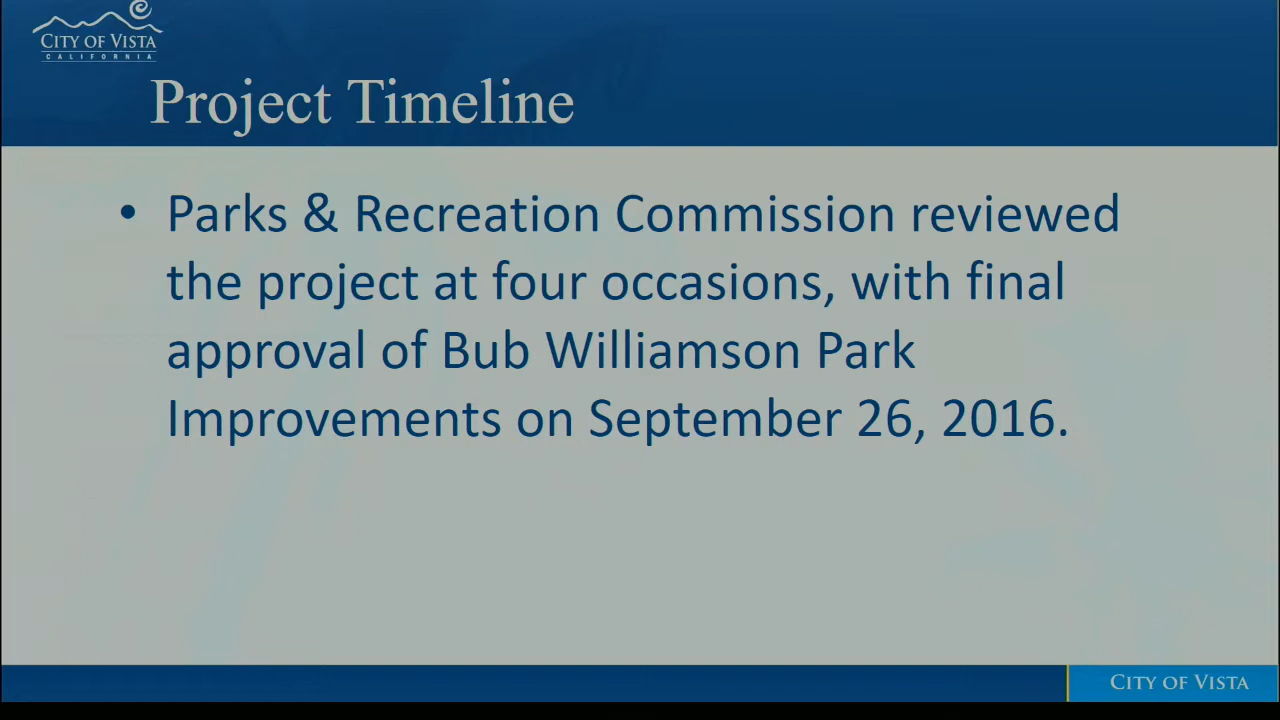 CITY OF VISTA
CALIFORNIA
Project Timeline
• Parks & Recreation Commission reviewed
the project at four occasions, with final
approval of Bub Williamson Park
Improvements on September 26, 2016.
CITY OF VISTA